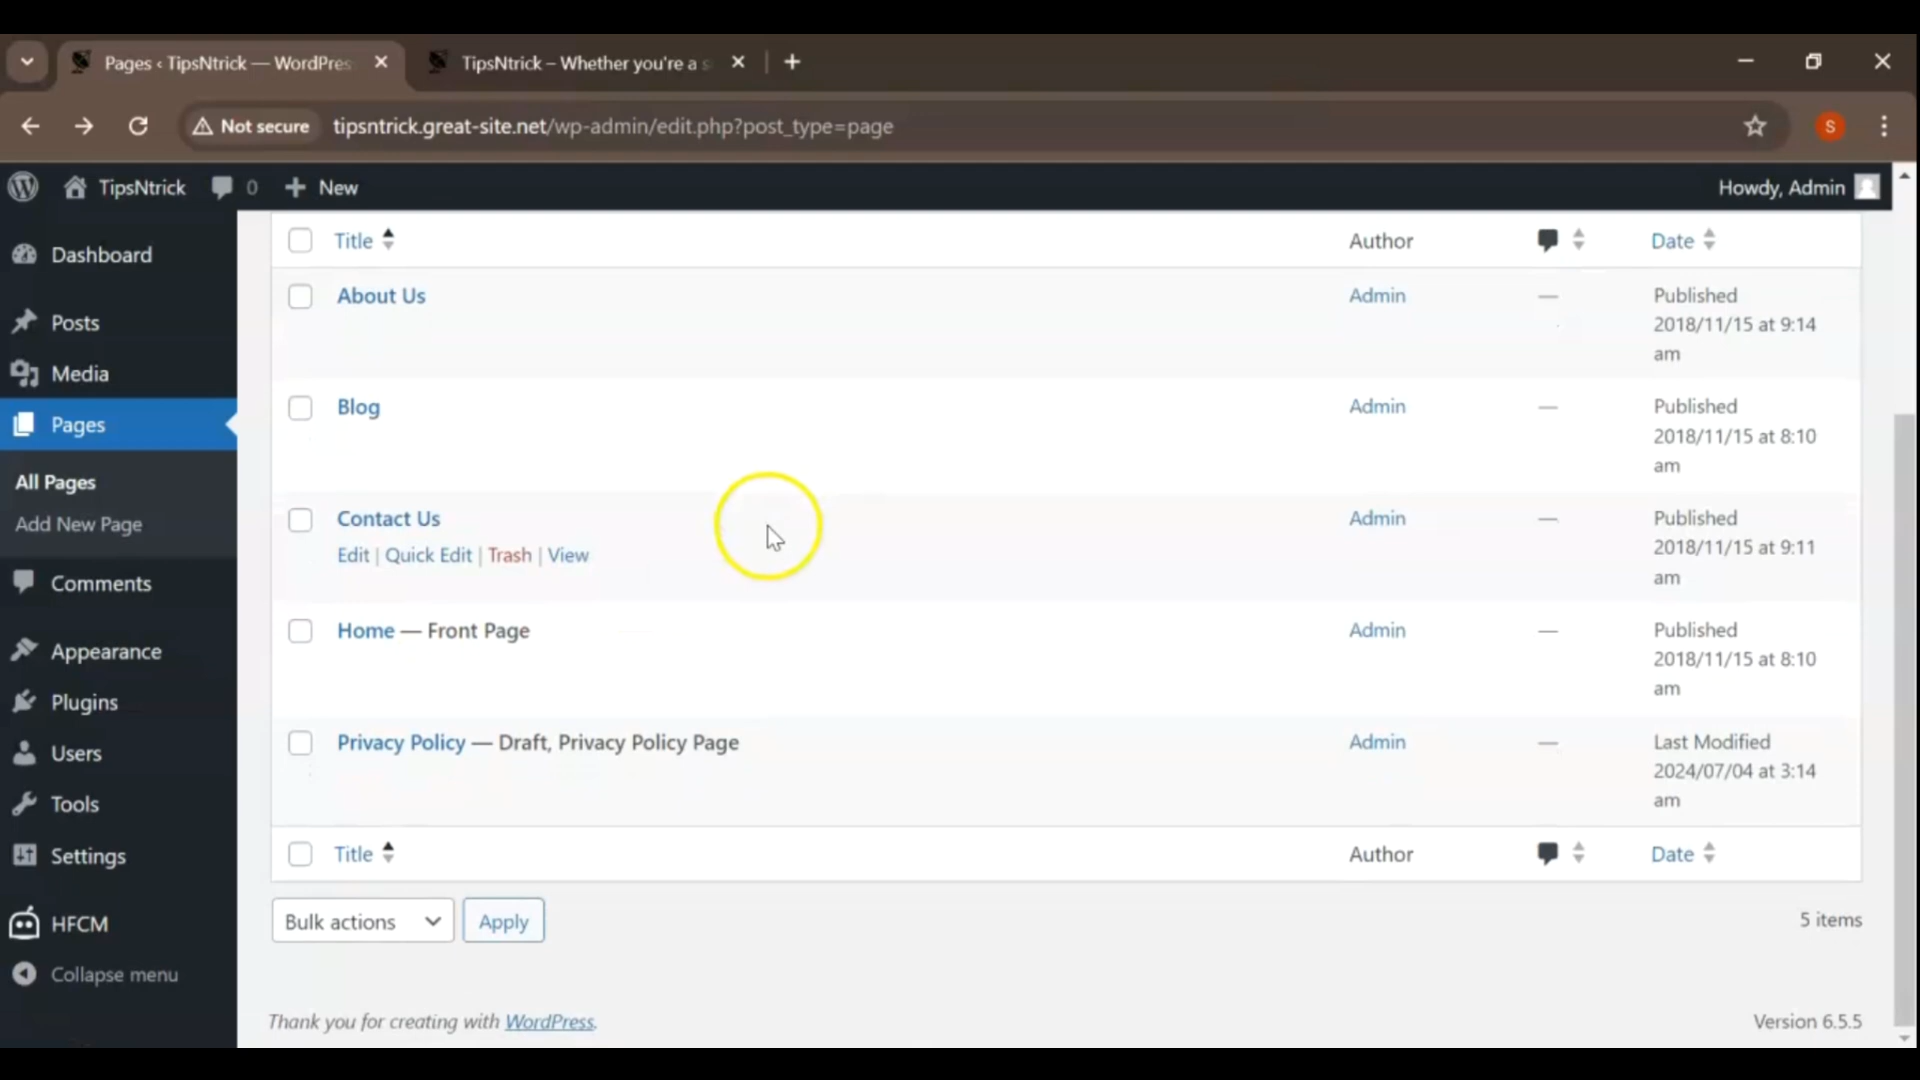 Pages ‹ TipsNtrick — WordPres
TipsNtrick – Whether you're a s
Not secure
tipsntrick.great-site.net/wp-admin/edit.php?post_type=page
S
TipsNtrick
0
New
Howdy, Admin
Dashboard
Posts
Media
Pages
All Pages
Add New Page
Comments
Appearance
Plugins
Users
Tools
Settings
HFCM
Collapse menu
Title
Author
Date
About Us
Admin
—
Published
2018/11/15 at 9:14
am
Blog
Admin
—
Published
2018/11/15 at 8:10
am
Contact Us
Edit | Quick Edit | Trash | View
Admin
—
Published
2018/11/15 at 9:11
am
Home — Front Page
Admin
—
Published
2018/11/15 at 8:10
am
Privacy Policy — Draft, Privacy Policy Page
Admin
—
Last Modified
2024/07/04 at 3:14
am
Title
Author
Date
Bulk actions
Apply
5 items
Thank you for creating with WordPress.
Version 6.5.5